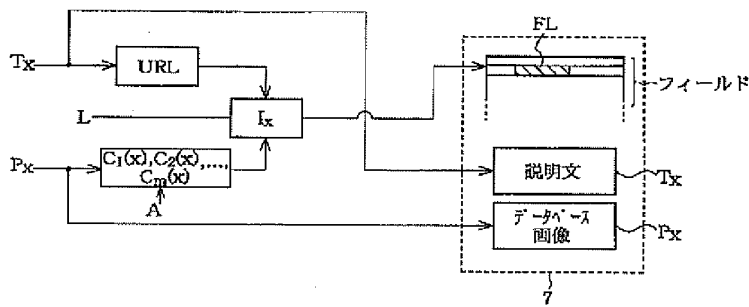 FL
Tx
URL
フィールド
L
Ix
Px
C1(x),C2(x),....,
Cm(x)
A
説明文
Tx
データベース
画像
Px
7